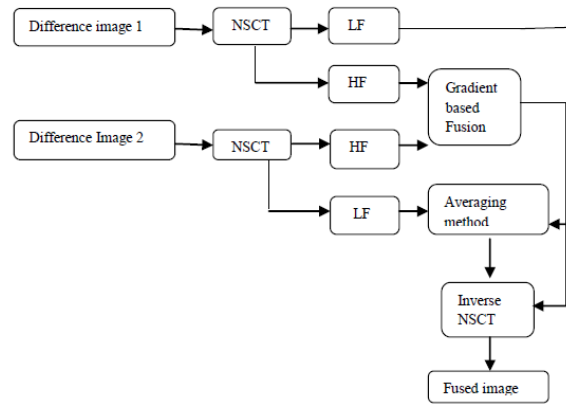 Difference image 1
NSCT
LF
HF
Gradient
based
Fusion
Difference Image 2
NSCT
HF
LF
Averaging
method
Inverse
NSCT
Fused image